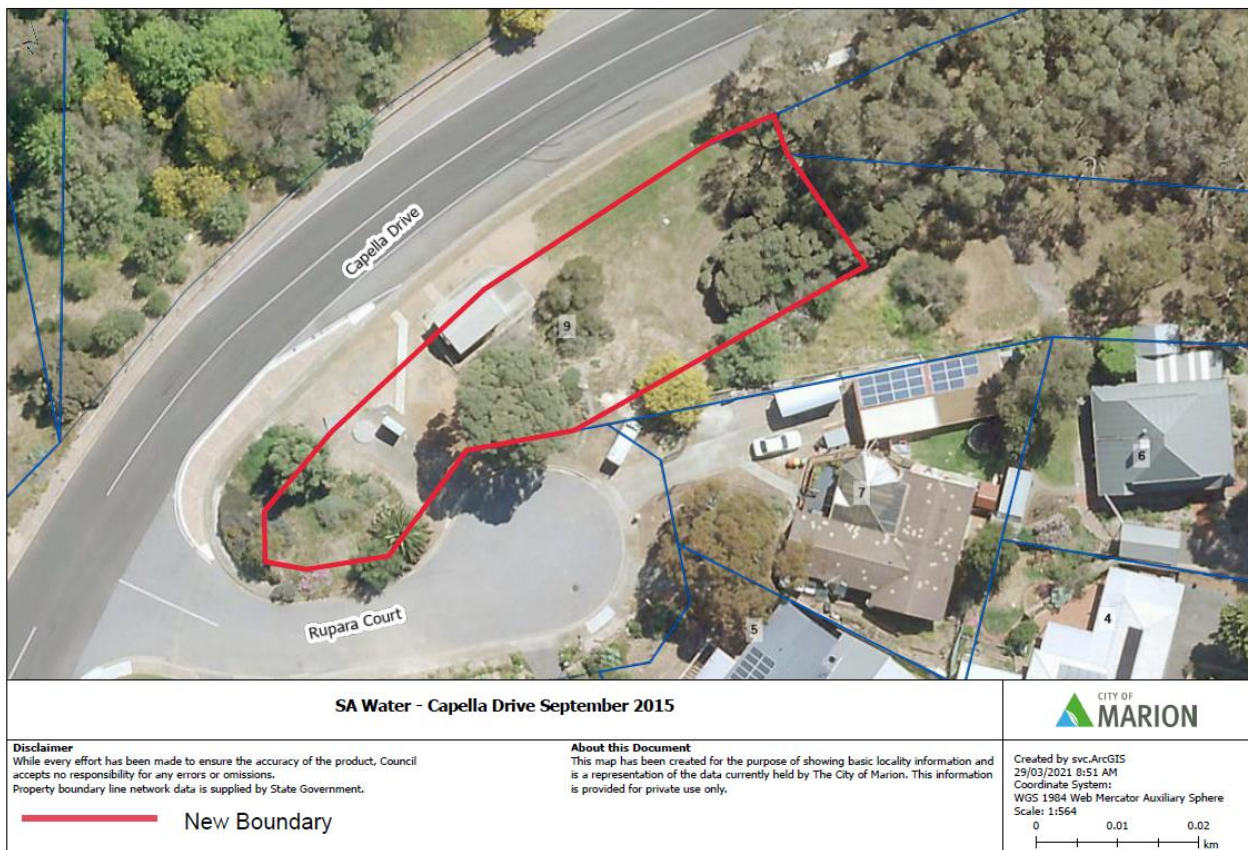 Capella Drive
9
7
6
5
4
Rupara Court
SA Water - Capella Drive September 2015
CITY OF
MARION
Disclaimer
While every effort has been made to ensure the accuracy of the product, Council
accepts no responsibility for any errors or omissions.
Property boundary line network data is supplied by State Government.
New Boundary
About this Document
This map has been created for the purpose of showing basic locality information and
is a representation of the data currently held by The City of Marion. This information
is provided for private use only.
Created by svc.ArcGIS
29/03/2021 8:51 AM
Coordinate System:
WGS 1984 Web Mercator Auxiliary Sphere
Scale: 1:564
0 0.01 0.02
km